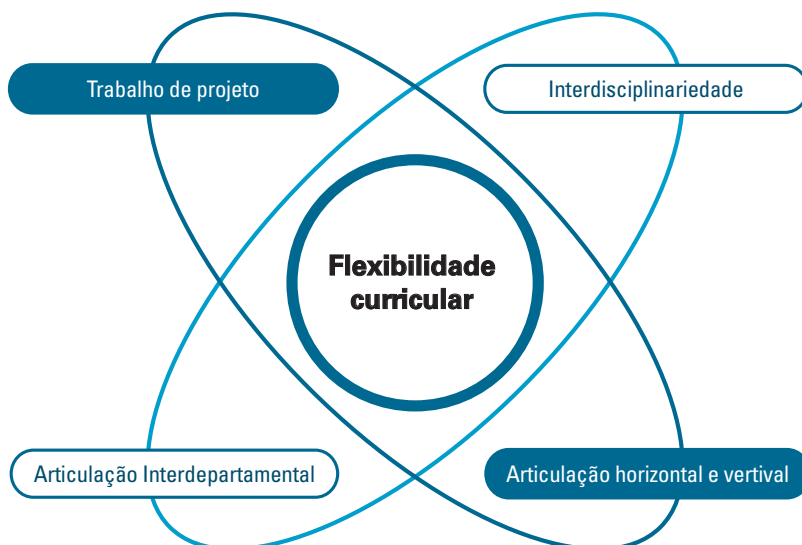 Trabalho de projeto
Interdisciplinariedade
Flexibilidade
curricular
Articulação Interdepartamental
Articulação horizontal e vertival